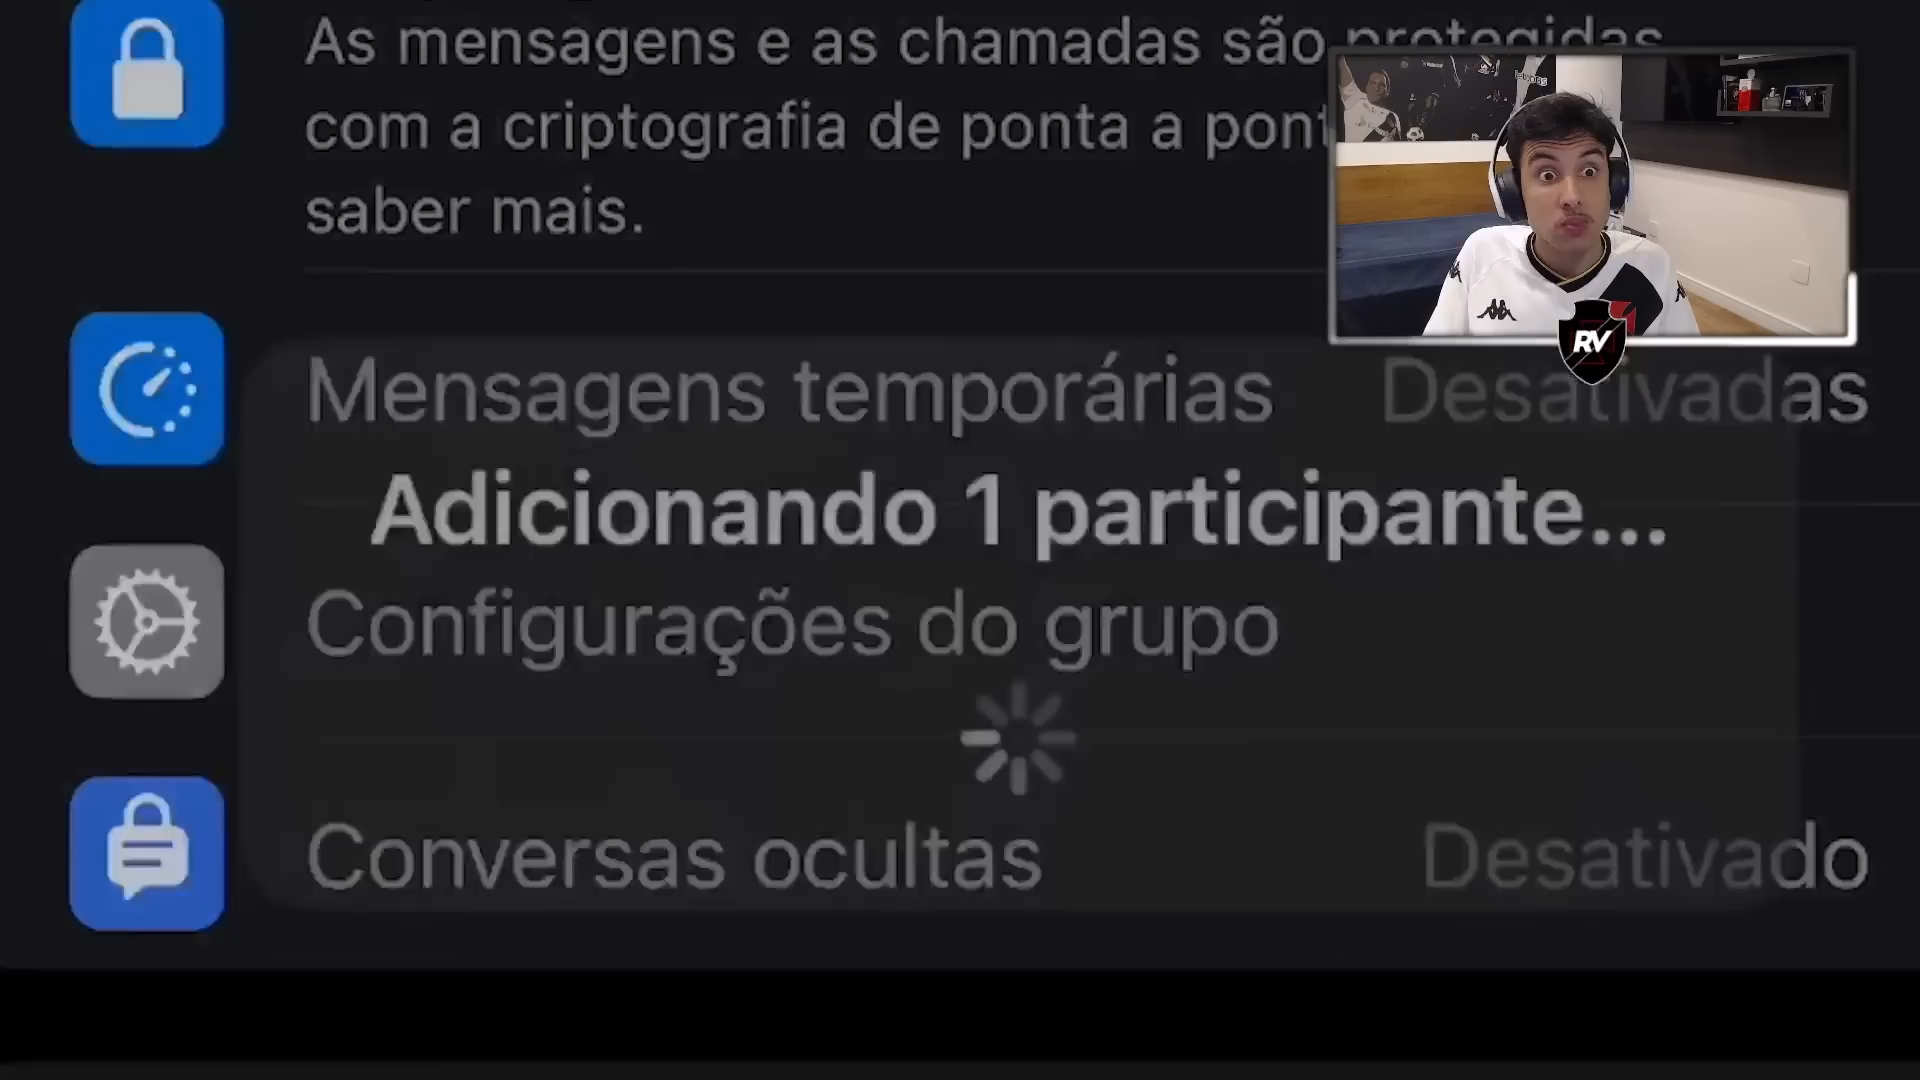 As mensagens e as chamadas são protegidas
com a criptografia de ponta a pont
saber mais.
Mensagens temporárias Desativadas
Adicionando 1 participante...
Configurações do grupo
Conversas ocultas Desativado
RV